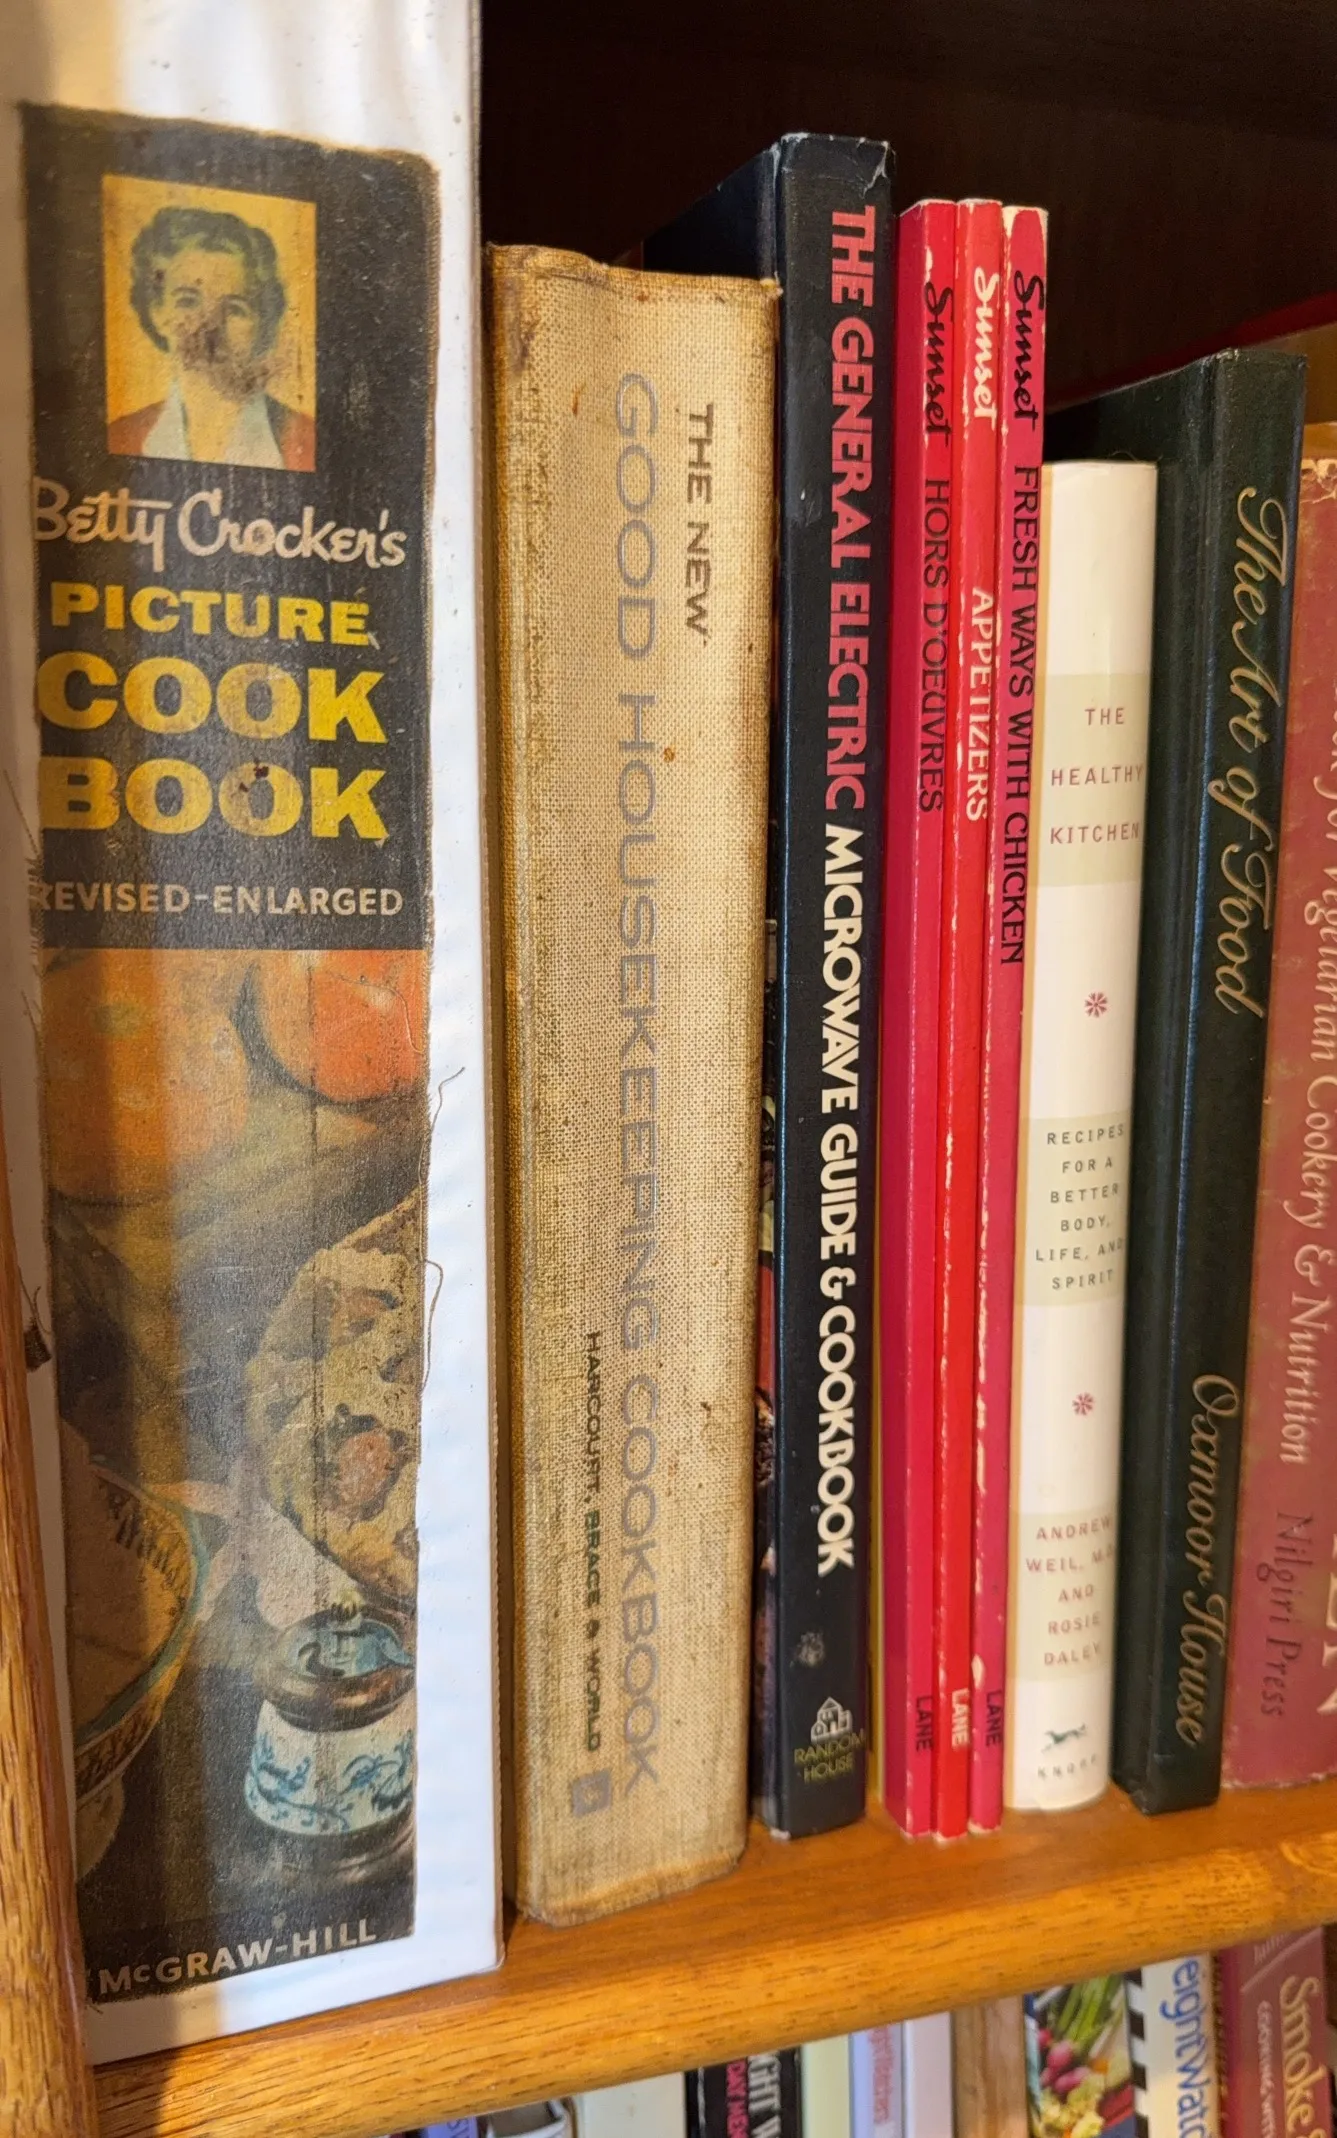 Betty Crocker's
PICTURE
COOK
BOOK
REVISED-ENLARGED
McGRAW-HILL
THE NEW
GOOD HOUSEKEEPING COOKBOOK
HARCOURT, BRACE & WORLD
THE GENERAL ELECTRIC MICROWAVE GUIDE & COOKBOOK
RANDOM
HOUSE
Sunset HORS D'OEUVRES
LANE
Sunset APPETIZERS
LANE
Sunset FRESH WAYS WITH CHICKEN
LANE
THE
HEALTHY
KITCHEN
RECIPES
FOR A
BETTER
BODY,
LIFE, AND
SPIRIT
ANDREW
WEIL, M.D.
AND
ROSIE
DALEY
KNOPF
The Art of Food
Oxmoor House
for Vegetarian Cookery & Nutrition
Nilgiri Press